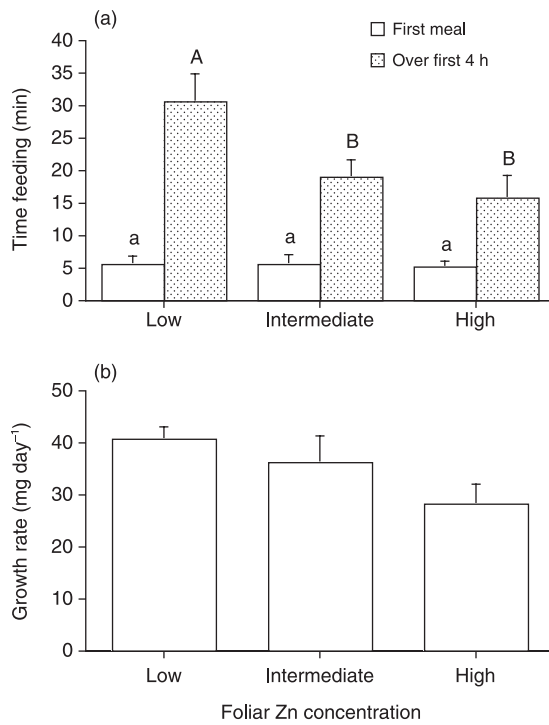 (a)
First meal
Over first 4 h
Time feeding (min)
40
35
30
25
20
15
10
5
0
a
A
a
B
a
B
Low
Intermediate
High
(b)
Growth rate (mg day⁻¹)
50
40
30
20
10
0
Low
Intermediate
High
Foliar Zn concentration